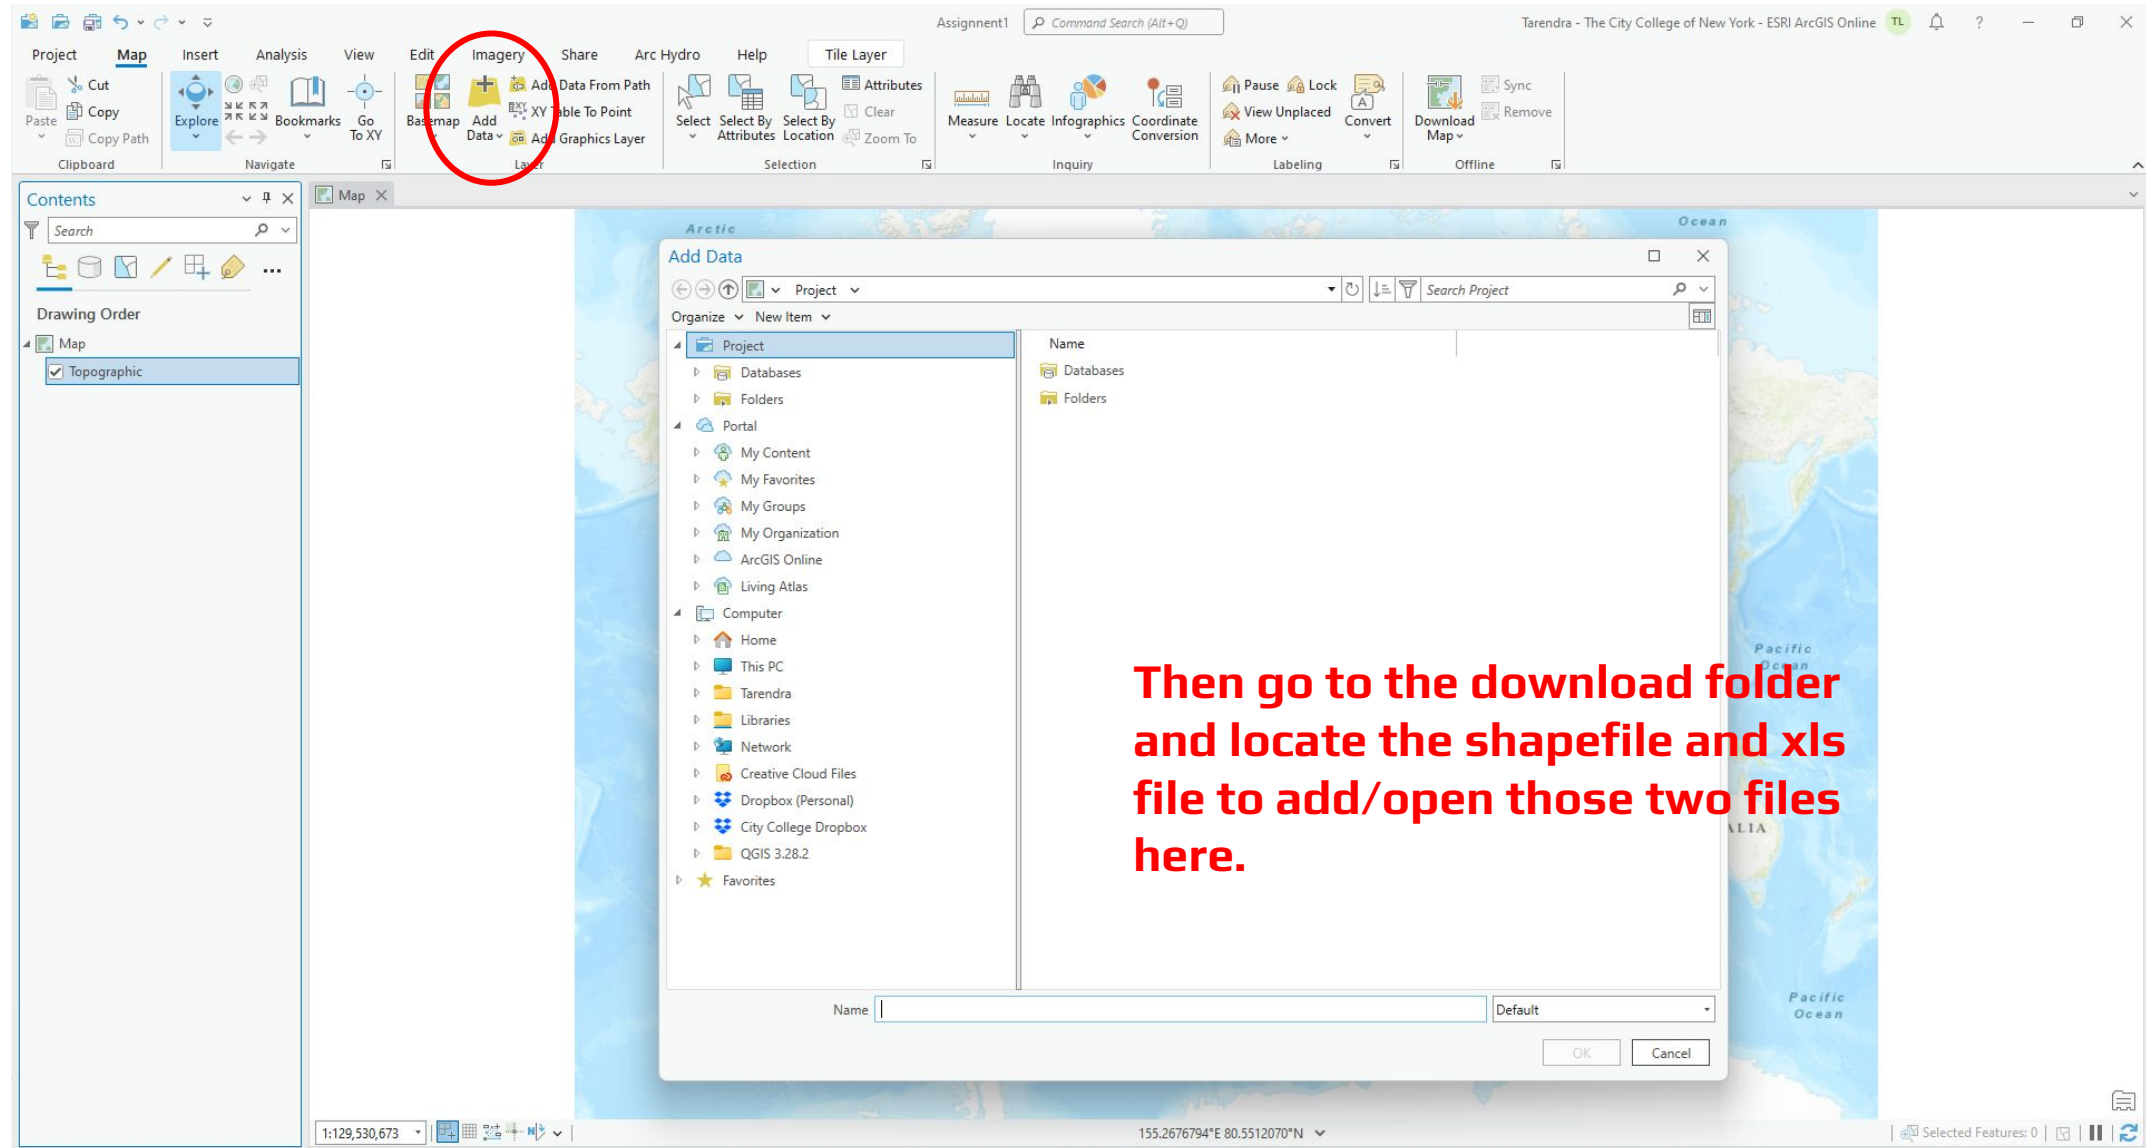 Assignnent1
Command Search (Alt+Q)
Tarendra - The City College of New York - ESRI ArcGIS Online
TL
?
Project Map Insert Analysis View Edit Imagery Share Arc Hydro Help Tile Layer
Paste
Cut
Copy
Copy Path
Clipboard
Explore
Bookmarks
Go
To XY
Navigate
Basemap
Add
Data
Add Data From Path
XY Table To Point
Add Graphics Layer
Layer
Select
Select By
Attributes
Select By
Location
Attributes
Clear
Zoom To
Selection
Measure
Locate
Infographics
Coordinate
Conversion
Inquiry
Pause
Lock
View Unplaced
More
Convert
Labeling
Download
Map
Sync
Remove
Offline
Contents
Search
Drawing Order
Map
Topographic
Map
Arctic
Ocean
Add Data
Project
Search Project
Organize New Item
Project
Databases
Folders
Portal
My Content
My Favorites
My Groups
My Organization
ArcGIS Online
Living Atlas
Computer
Home
This PC
Tarendra
Libraries
Network
Creative Cloud Files
Dropbox (Personal)
City College Dropbox
QGIS 3.28.2
Favorites
Name
Databases
Folders
Then go to the download folder
and locate the shapefile and xls
file to add/open those two files
here.
Pacific
Ocean
ALIA
Name
Default
OK
Cancel
Pacific
Ocean
1:129,530,673
155.2676794°E 80.5512070°N
Selected Features: 0